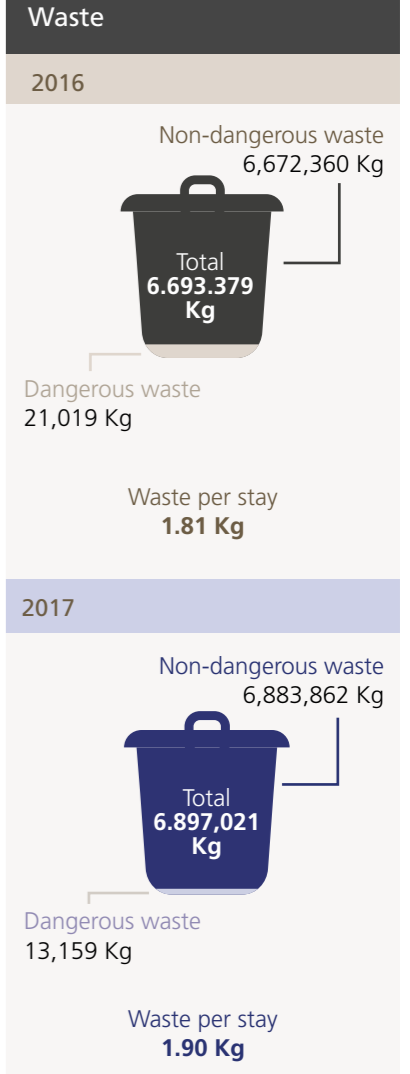 Waste
2016
Non-dangerous waste
6,672,360 Kg
Total
6.693.379
Kg
Dangerous waste
21,019 Kg
Waste per stay
1.81 Kg
2017
Non-dangerous waste
6,883,862 Kg
Total
6.897,021
Kg
Dangerous waste
13,159 Kg
Waste per stay
1.90 Kg